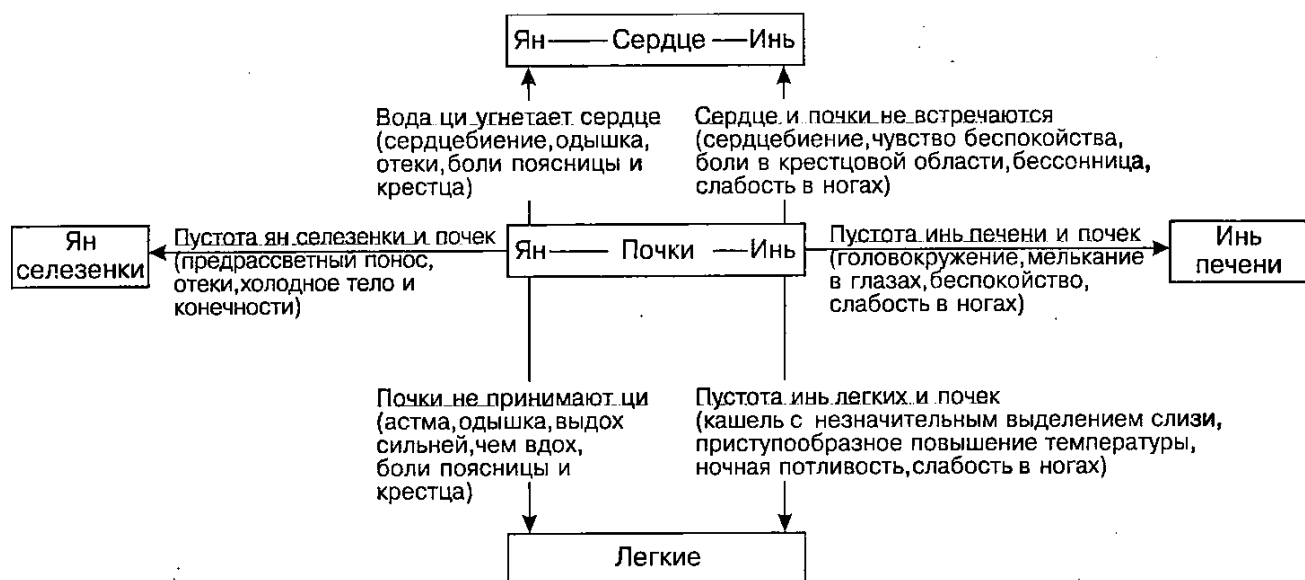 Ян — Сердце — Инь
Вода ци угнетает сердце
(сердцебиение, одышка,
отеки, боли поясницы и
крестца)
Сердце и почки не встречаются
(сердцебиение, чувство беспокойства,
боли в крестцовой области, бессонница,
слабость в ногах)
Ян
селезенки
Пустота ян селезенки и почек
(предрассветный понос,
отеки, холодное тело и
конечности)
Ян — Почки — Инь
Пустота инь печени и почек
(головокружение, мелькание
в глазах, беспокойство,
слабость в ногах)
Инь
печени
Почки не принимают ци
(астма, одышка, выдох
сильней, чем вдох,
боли поясницы и
крестца)
Пустота инь легких и почек
(кашель с незначительным выделением слизи,
приступообразное повышение температуры,
ночная потливость, слабость в ногах)
Легкие